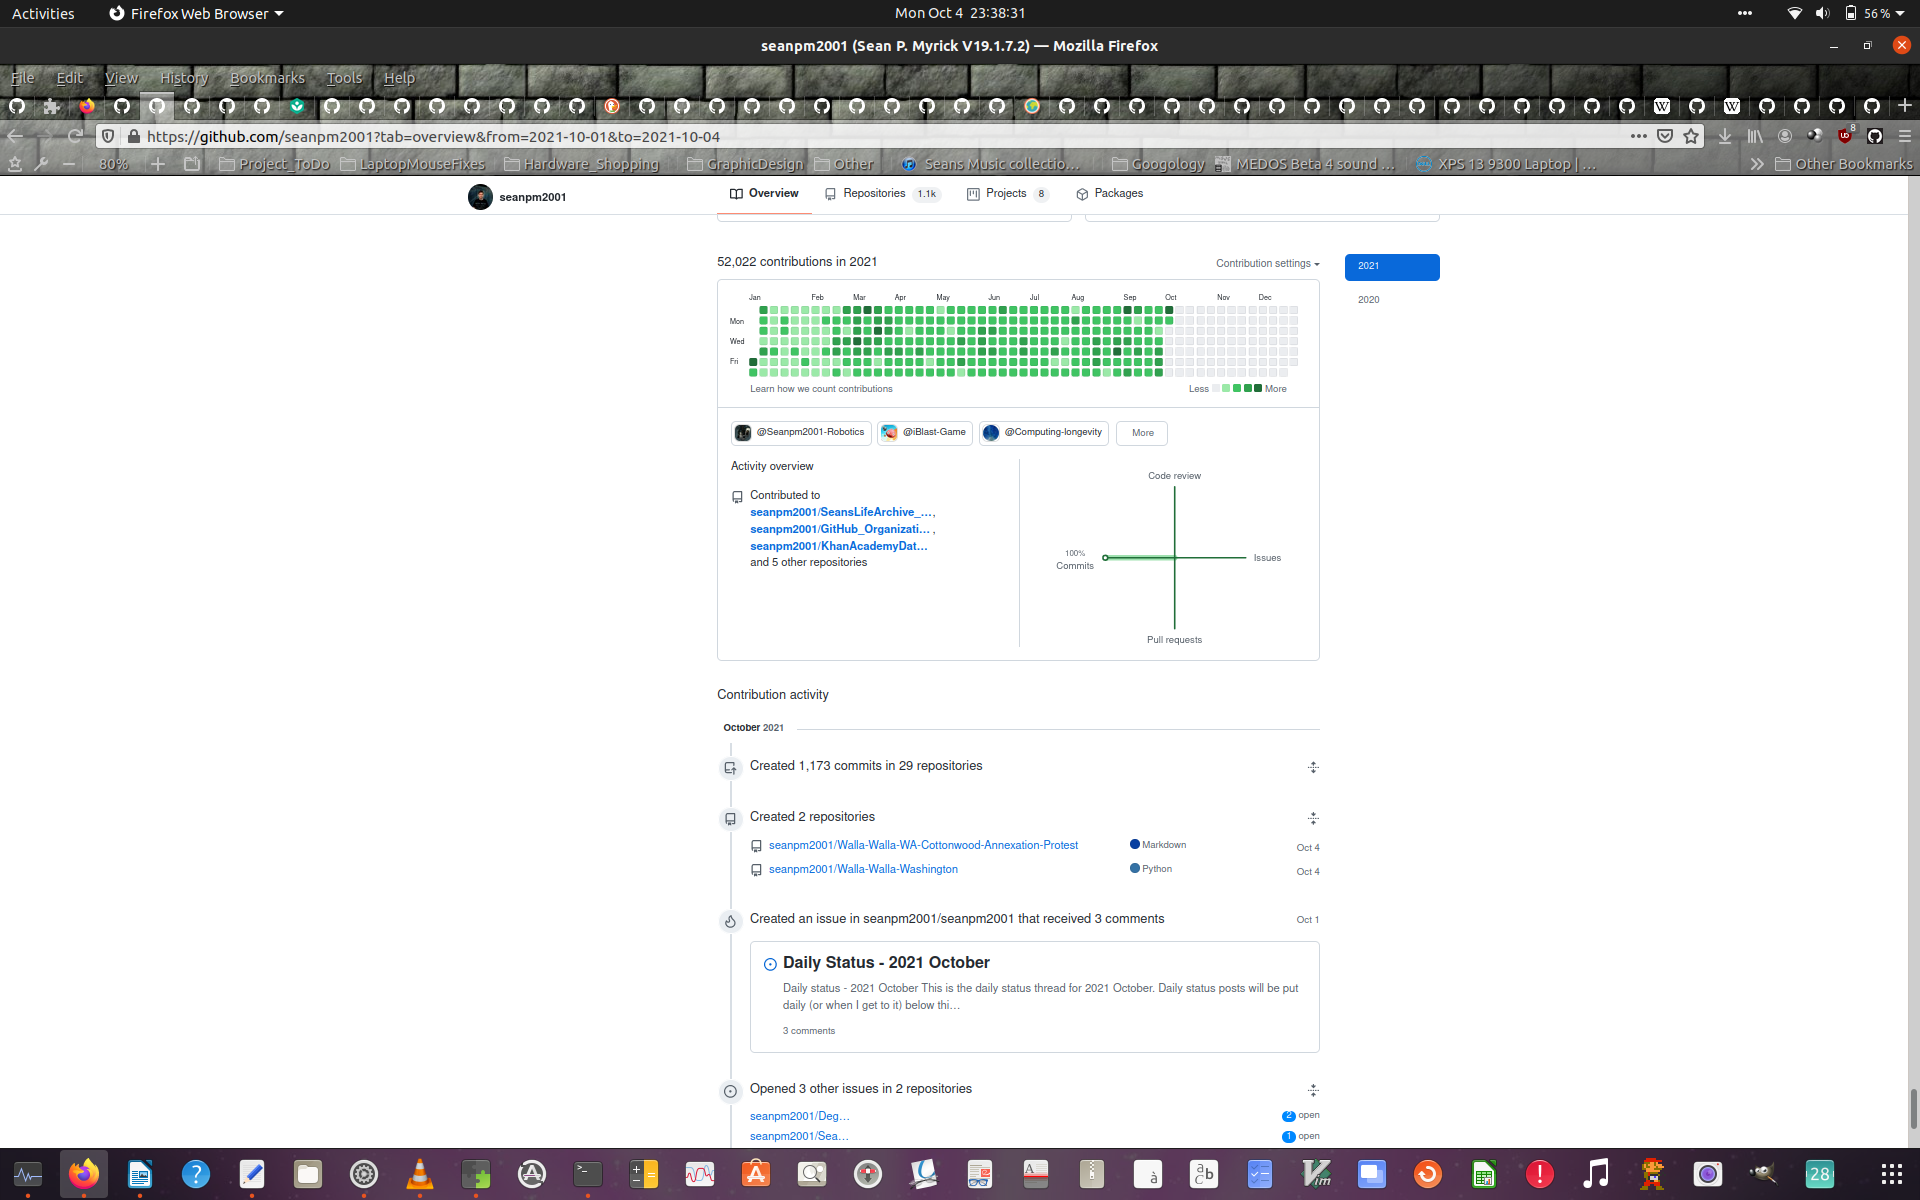 Activities
Firefox Web Browser
Mon Oct 4 23:38:31
56 %
seanpm2001 (Sean P. Myrick V19.1.7.2) — Mozilla Firefox
File Edit View History Bookmarks Tools Help
https://github.com/seanpm2001?tab=overview&from=2021-10-01&to=2021-10-04
8
80%
Project_ToDo
LaptopMouseFixes
Hardware_Shopping
GraphicDesign
Other
Seans Music collectio…
Googology
MEDOS Beta 4 sound …
XPS 13 9300 Laptop | …
Other Bookmarks
seanpm2001
Overview
Repositories 1.1k
Projects 8
Packages
52,022 contributions in 2021
Contribution settings
2021
2020
Jan Feb Mar Apr May Jun Jul Aug Sep Oct Nov Dec
Mon
Wed
Fri
Learn how we count contributions
Less More
@Seanpm2001-Robotics
@iBlast-Game
@Computing-longevity
More
Activity overview
Contributed to
seanpm2001/SeansLifeArchive_…,
seanpm2001/GitHub_Organizati… ,
seanpm2001/KhanAcademyDat…
and 5 other repositories
Code review
100%
Commits
Issues
Pull requests
Contribution activity
October 2021
Created 1,173 commits in 29 repositories
Created 2 repositories
seanpm2001/Walla-Walla-WA-Cottonwood-Annexation-Protest
Markdown
Oct 4
seanpm2001/Walla-Walla-Washington
Python
Oct 4
Created an issue in seanpm2001/seanpm2001 that received 3 comments
Oct 1
Daily Status - 2021 October
Daily status - 2021 October This is the daily status thread for 2021 October. Daily status posts will be put
daily (or when I get to it) below thi…
3 comments
Opened 3 other issues in 2 repositories
seanpm2001/Deg…
2 open
seanpm2001/Sea…
1 open
28